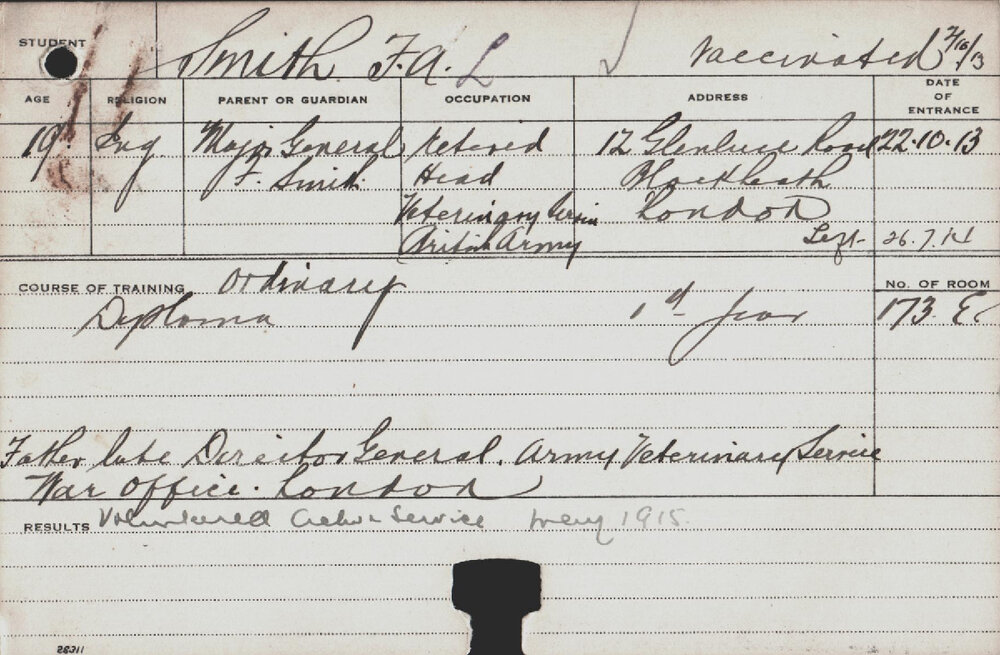 STUDENT Smith F.A. L Vaccinated 2/10/13
AGE RELIGION PARENT OR GUARDIAN OCCUPATION ADDRESS DATE OF ENTRANCE
19 Eng. Major General Retired 12 Glenluce Road 22.10.13
F. Smith Head Blackheath
Veterinary Service London
British Army Left 26.7.14
COURSE OF TRAINING Ordinary No. OF ROOM
Diploma 1st Year 173 E
Father late Director General. Army Veterinary Service
War Office. London
RESULTS Volunteered Active Service May 1915.
28311